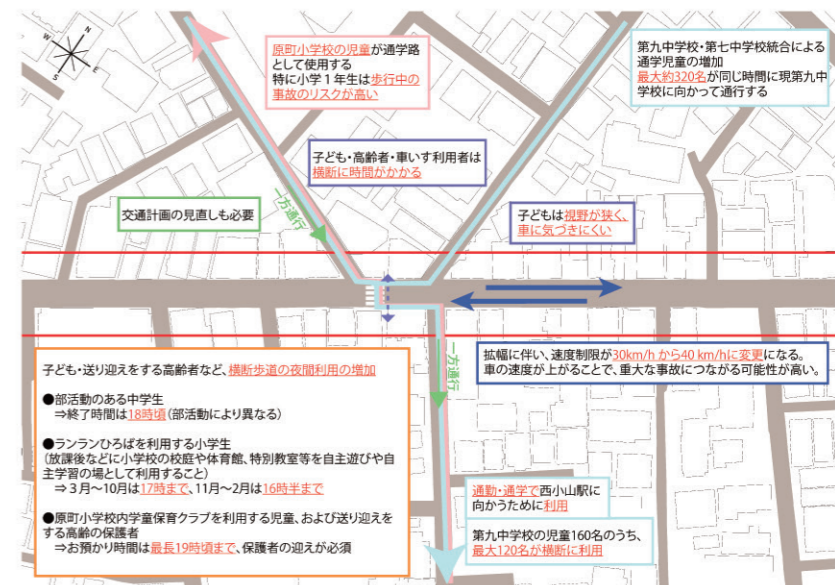 N
W
E
S
原町小学校の児童が通学路
として使用する
特に小学1年生は歩行中の
事故のリスクが高い
第九中学校・第七中学校統合による
通学児童の増加
最大約320名が同じ時間に現第九中
学校に向かって通行する
子ども・高齢者・車いす利用者は
横断に時間がかかる
交通計画の見直しも必要
一方通行
子どもは視野が狭く、
車に気づきにくい
一方通行
拡幅に伴い、速度制限が30km/h から40 km/hに変更になる。
車の速度が上がることで、重大な事故につながる可能性が高い。
子ども・送り迎えをする高齢者など、横断歩道の夜間利用の増加
●部活動のある中学生
⇒終了時間は18時頃(部活動により異なる)
●ランランひろばを利用する小学生
(放課後などに小学校の校庭や体育館、特別教室等を自主遊びや自
主学習の場として利用すること)
⇒3月～10月は17時まで、11月～2月は16時半まで
●原町小学校内学童保育クラブを利用する児童、および送り迎えを
する高齢の保護者
⇒お預かり時間は最長19時頃まで、保護者の迎えが必須
通勤・通学で西小山駅に
向かうために利用
第九中学校の児童160名のうち、
最大120名が横断に利用